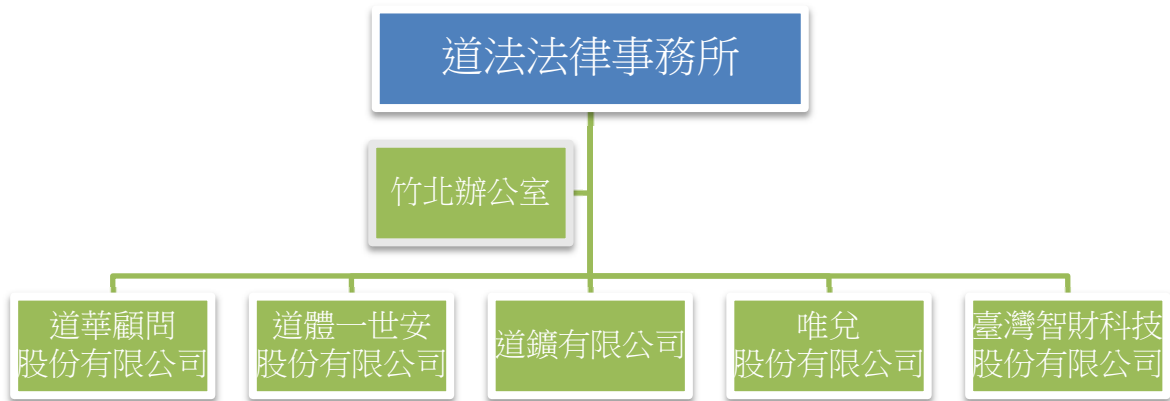 道法法律事務所
竹北辦公室
道華顧問
股份有限公司
道體一世安
股份有限公司
道鑛有限公司
唯兌
股份有限公司
臺灣智財科技
股份有限公司